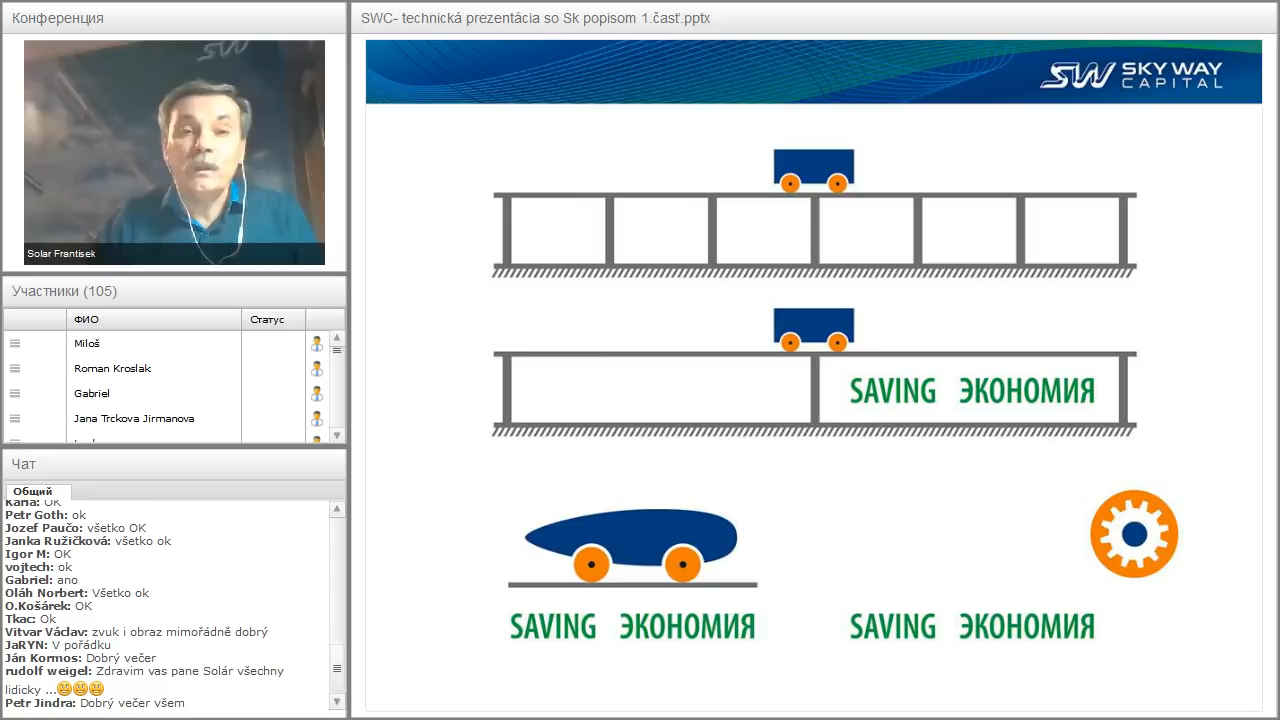 Конференция
Solar Frantisek
Участники (105)
ФИО
Статус
Miloš
Roman Kroslak
Gabriel
Jana Trckova Jirmanova
Чат
Общий
Karla: OK
Petr Goth: ok
Jozef Paučo: všetko OK
Janka Ružičková: všetko ok
Igor M: OK
vojtech: ok
Gabriel: ano
Oláh Norbert: Všetko ok
O.Košárek: OK
Tkac: Ok
Vitvar Václav: zvuk i obraz mimořádně dobrý
JaRYN: V pořádku
Ján Kormos: Dobrý večer
rudolf weigel: Zdravim vas pane Solár všechny
lidicky ...
Petr Jindra: Dobrý večer všem
SWC- technická prezentácia so Sk popisom 1.časť.pptx
SW SKY WAY
CAPITAL
SAVING ЭКОНОМИЯ
SAVING ЭКОНОМИЯ
SAVING ЭКОНОМИЯ